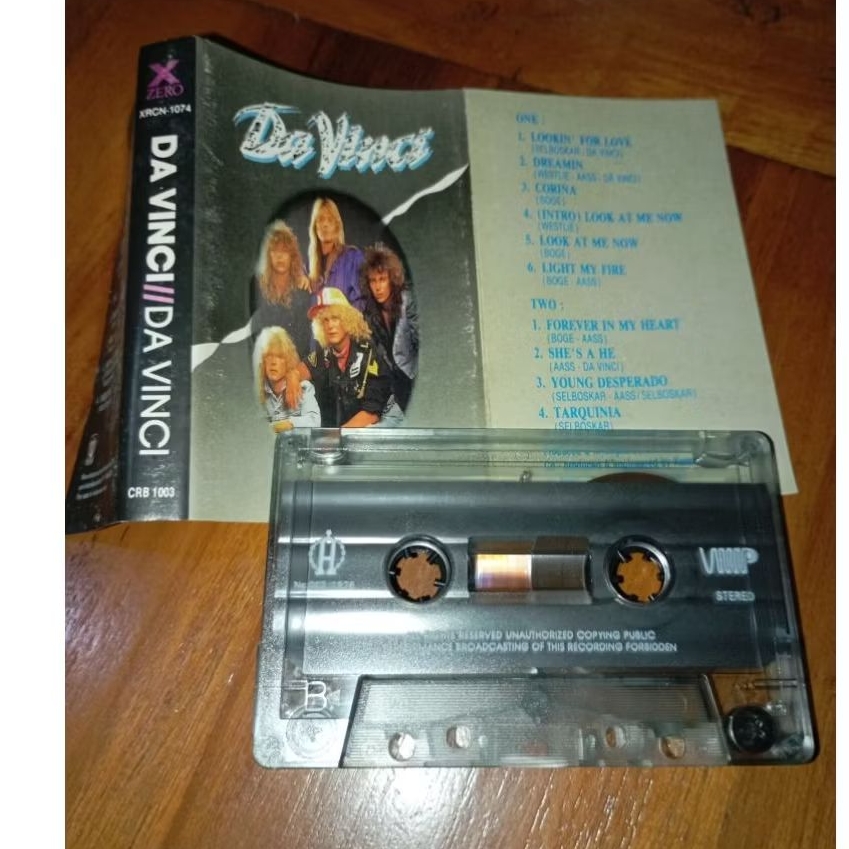 X
ZERO
XRCN-1074
DA VINCI//DA VINCI
CRB 1003
Da Vinci
ONE :
1. LOOKIN' FOR LOVE
(SELBOSKAR · DA VINCI)
2. DREAMIN
(WESTLIE · AASS · DA VINCI)
3. CORINA
(BOGE)
4. (INTRO) LOOK AT ME NOW
(WESTLIE)
5. LOOK AT ME NOW
(BOGE)
6. LIGHT MY FIRE
(BOGE · AASS)
TWO :
1. FOREVER IN MY HEART
(BOGE · AASS)
2. SHE'S A HE
(AASS · DA VINCI)
3. YOUNG DESPERADO
(SELBOSKAR · AASS/SELBOSKAR)
4. TARQUINIA
(SELBOSKAR)
H
STEREO
RESERVED UNAUTHORIZED COPYING PUBLIC
BROADCASTING OF THIS RECORDING FORBIDDEN
B